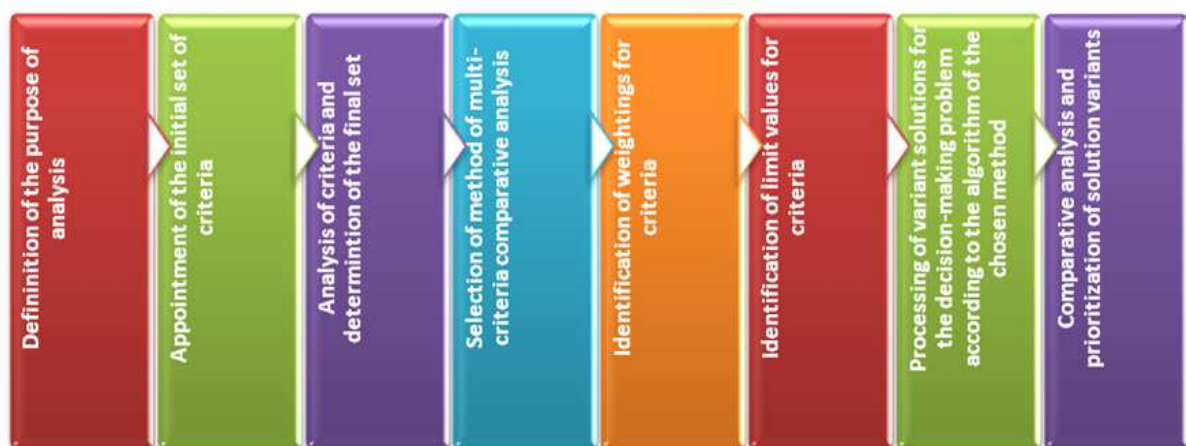 Defininition of the purpose of
analysis
Appointment of the initial set of
criteria
Analysis of criteria and
determintion of the final set
Selection of method of multi-
criteria comparative analysis
Identification of weightings for
criteria
Identification of limit values for
criteria
Processing of variant solutions for
the decision-making problem
according to the algorithm of the
chosen method
Comparative analysis and
prioritization of solution variants